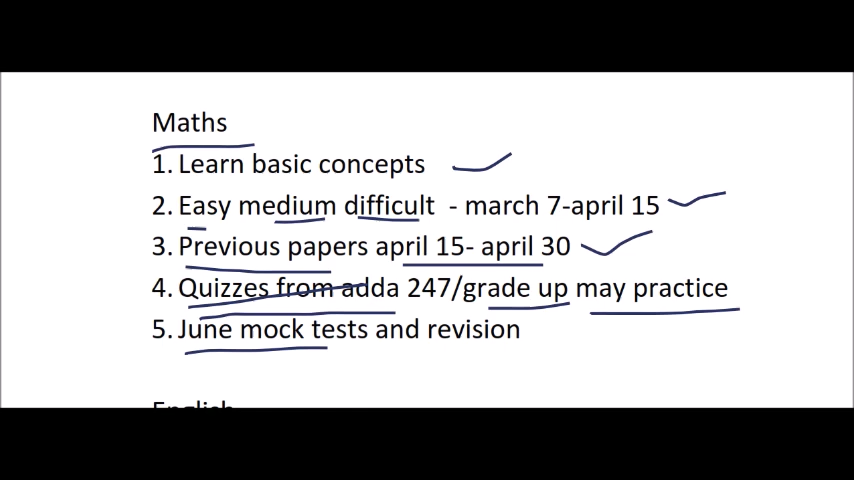 Maths
1. Learn basic concepts
2. Easy medium difficult - march 7-april 15
3. Previous papers april 15- april 30
4. Quizzes from adda 247/grade up may practice
5. June mock tests and revision
English